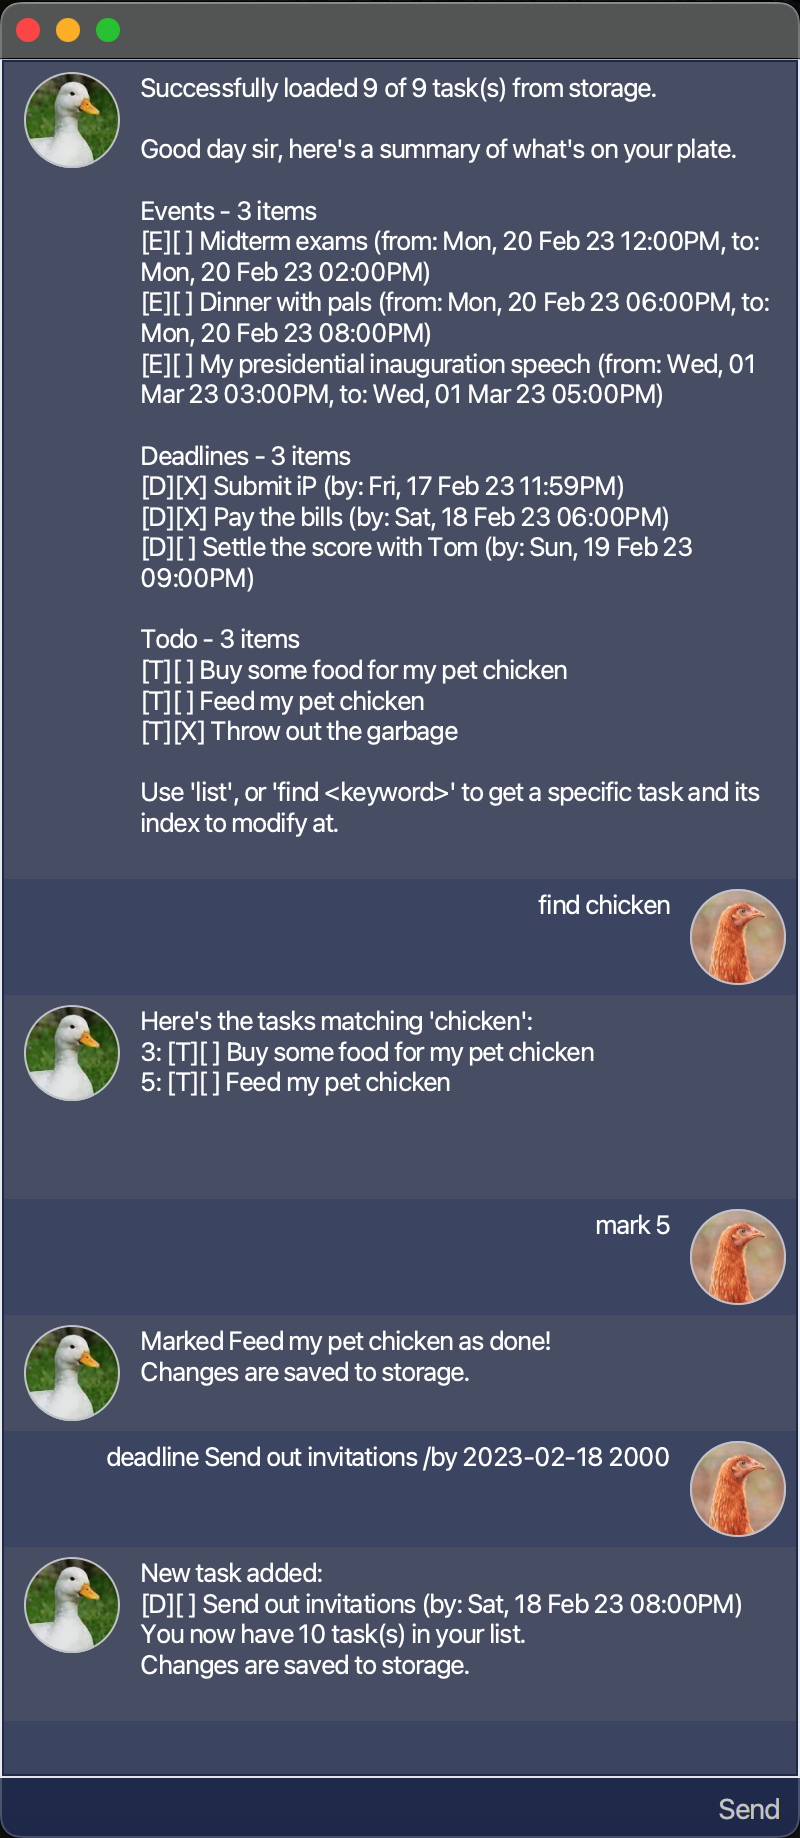 Successfully loaded 9 of 9 task(s) from storage.
Good day sir, here's a summary of what's on your plate.
Events - 3 items
[E][ ] Midterm exams (from: Mon, 20 Feb 23 12:00PM, to:
Mon, 20 Feb 23 02:00PM)
[E][ ] Dinner with pals (from: Mon, 20 Feb 23 06:00PM, to:
Mon, 20 Feb 23 08:00PM)
[E][ ] My presidential inauguration speech (from: Wed, 01
Mar 23 03:00PM, to: Wed, 01 Mar 23 05:00PM)
Deadlines - 3 items
[D][X] Submit iP (by: Fri, 17 Feb 23 11:59PM)
[D][X] Pay the bills (by: Sat, 18 Feb 23 06:00PM)
[D][ ] Settle the score with Tom (by: Sun, 19 Feb 23
09:00PM)
Todo - 3 items
[T][ ] Buy some food for my pet chicken
[T][ ] Feed my pet chicken
[T][X] Throw out the garbage
Use 'list', or 'find <keyword>' to get a specific task and its
index to modify at.
find chicken
Here's the tasks matching 'chicken':
3: [T][ ] Buy some food for my pet chicken
5: [T][ ] Feed my pet chicken
mark 5
Marked Feed my pet chicken as done!
Changes are saved to storage.
deadline Send out invitations /by 2023-02-18 2000
New task added:
[D][ ] Send out invitations (by: Sat, 18 Feb 23 08:00PM)
You now have 10 task(s) in your list.
Changes are saved to storage.
Send